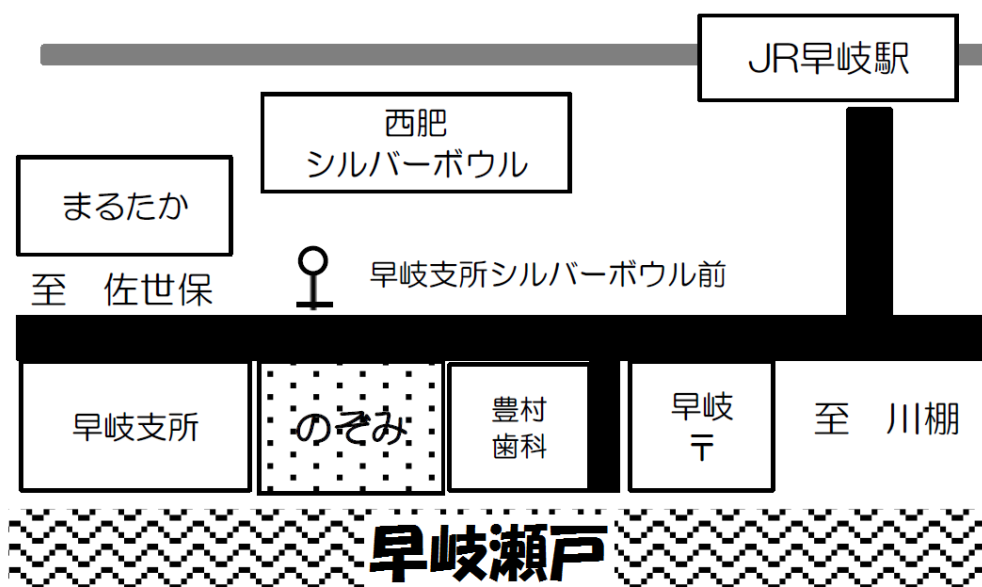 JR早岐駅
西肥
シルバーボウル
まるたか
至　佐世保
早岐支所シルバーボウル前
早岐支所
のぞみ
豊村
歯科
早岐
〒
至　川棚
早岐瀬戸